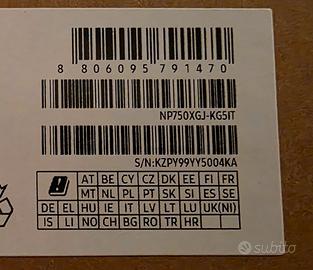 8 806095 791470
NP750XGJ-KG5IT
S/N:KZPY99YY5004KA
AT BE CY CZ DK EE FI FR
MT NL PL PT SK SI ES SE
DE EL HU IE IT LV LT LU UK(NI)
IS LI NO CH BG RO TR HR
subito